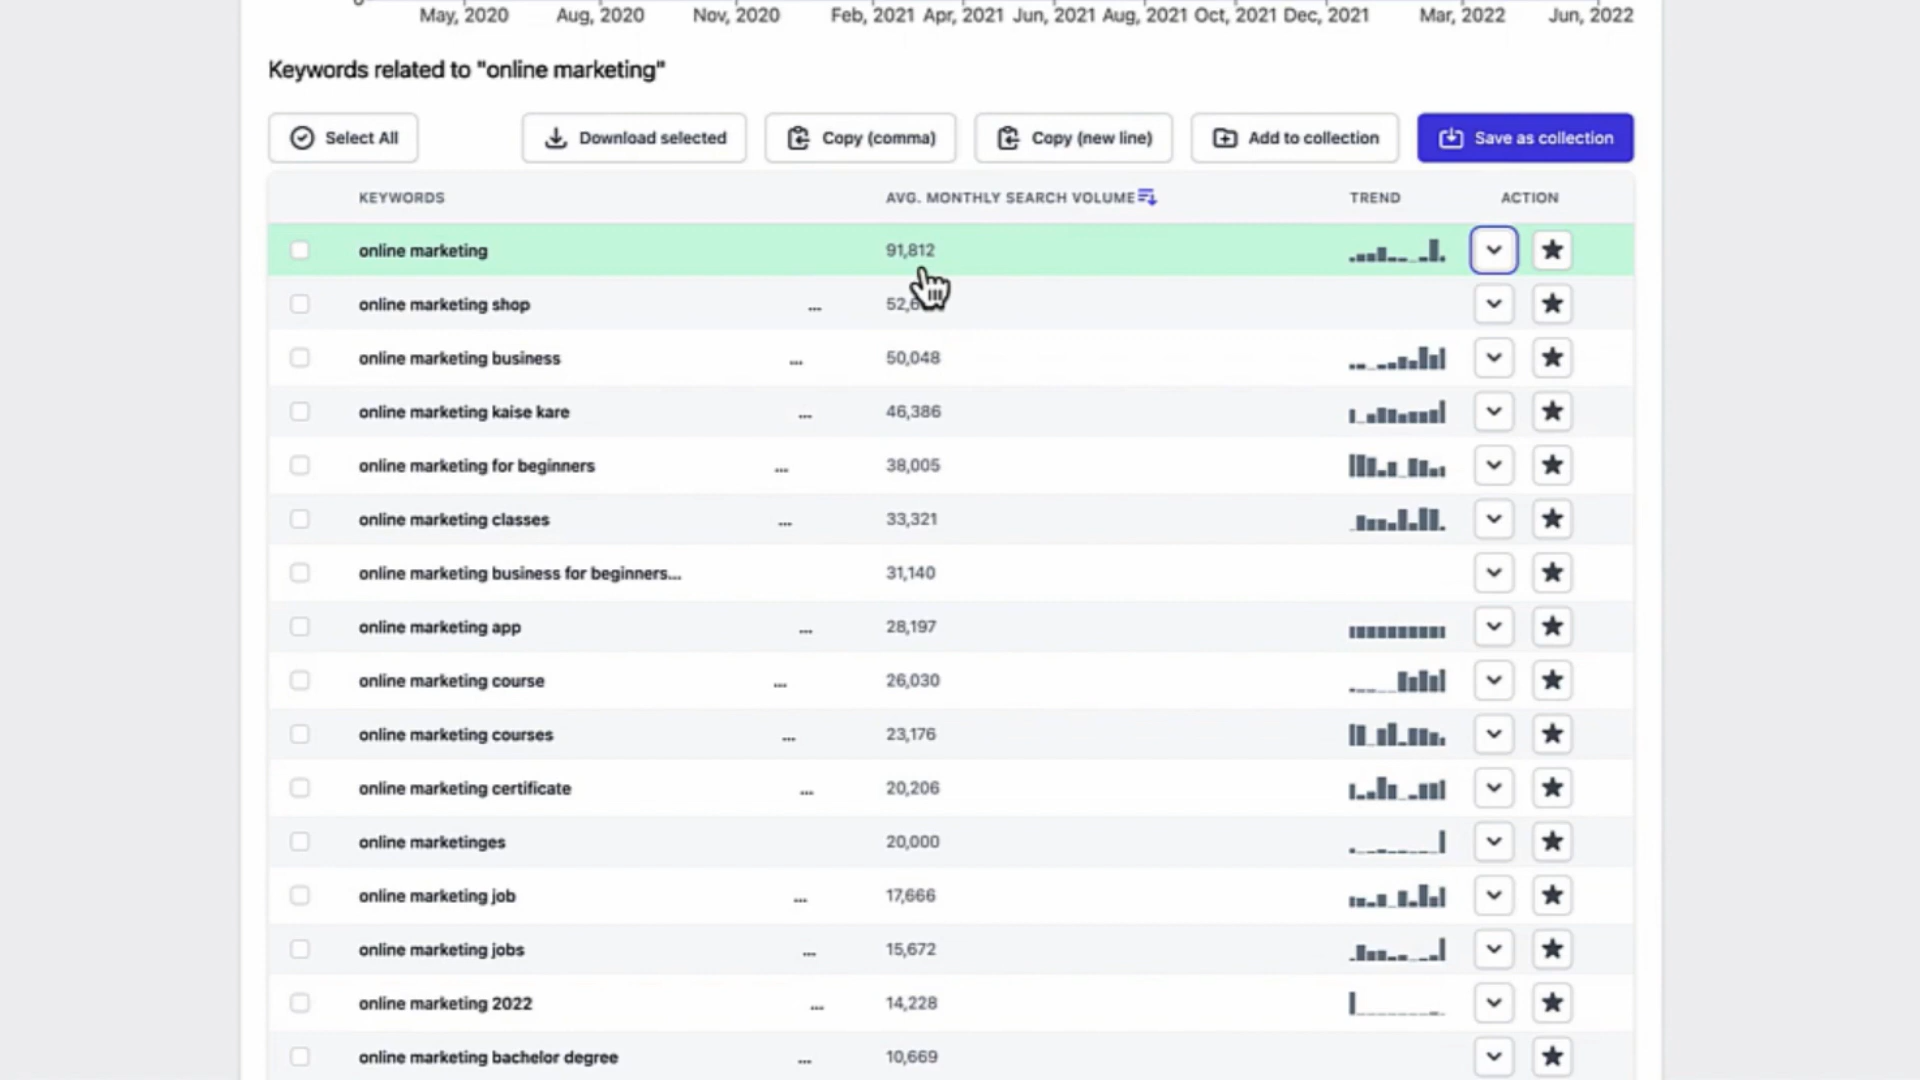 0
May, 2020 Aug, 2020 Nov, 2020 Feb, 2021 Apr, 2021 Jun, 2021 Aug, 2021 Oct, 2021 Dec, 2021 Mar, 2022 Jun, 2022
Keywords related to "online marketing"
Select All Download selected Copy (comma) Copy (new line) Add to collection Save as collection
KEYWORDS AVG. MONTHLY SEARCH VOLUME TREND ACTION
online marketing 91,812
online marketing shop ...
online marketing business ... 50,048
online marketing kaise kare ... 46,386
online marketing for beginners ... 38,005
online marketing classes ... 33,321
online marketing business for beginners... 31,140
online marketing app ... 28,197
online marketing course ... 26,030
online marketing courses ... 23,176
online marketing certificate ... 20,206
online marketinges 20,000
online marketing job ... 17,666
online marketing jobs ... 15,672
online marketing 2022 ... 14,228
online marketing bachelor degree ... 10,669